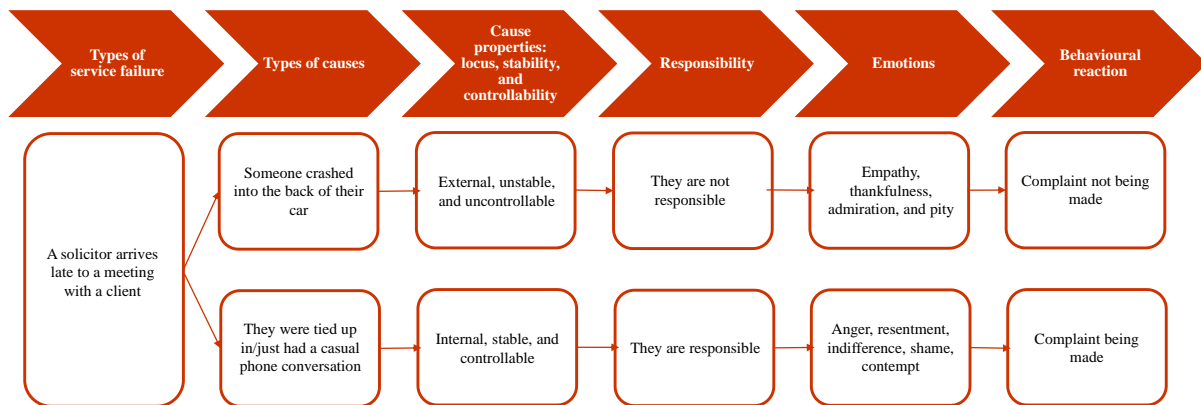 Types of
service failure
Types of causes
Cause
properties:
locus, stability,
and
controllability
Responsibility
Emotions
Behavioural
reaction
A solicitor arrives
late to a meeting
with a client
Someone crashed
into the back of their
car
External, unstable,
and uncontrollable
They are not
responsible
Empathy,
thankfulness,
admiration, and pity
Complaint not being
made
They were tied up
in/just had a casual
phone conversation
Internal, stable, and
controllable
They are responsible
Anger, resentment,
indifference, shame,
contempt
Complaint being
made